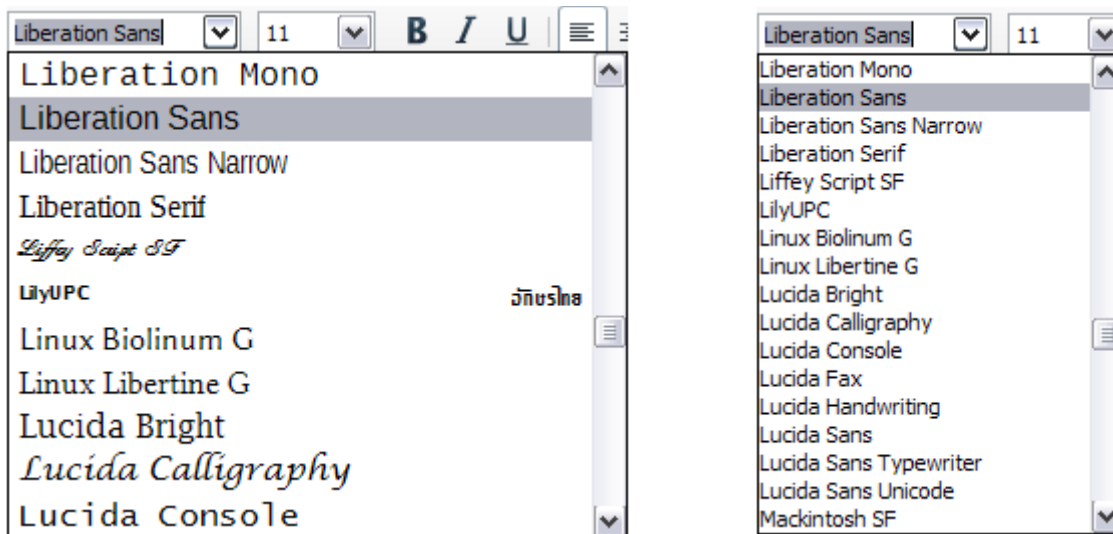 Liberation Sans 11 B I U
Liberation Mono
Liberation Sans
Liberation Sans Narrow
Liberation Serif
Liffey Script SF
LilyUPC อักษรไทย
Linux Biolinum G
Linux Libertine G
Lucida Bright
Lucida Calligraphy
Lucida Console
Liberation Sans 11
Liberation Mono
Liberation Sans
Liberation Sans Narrow
Liberation Serif
Liffey Script SF
LilyUPC
Linux Biolinum G
Linux Libertine G
Lucida Bright
Lucida Calligraphy
Lucida Console
Lucida Fax
Lucida Handwriting
Lucida Sans
Lucida Sans Typewriter
Lucida Sans Unicode
Mackintosh SF